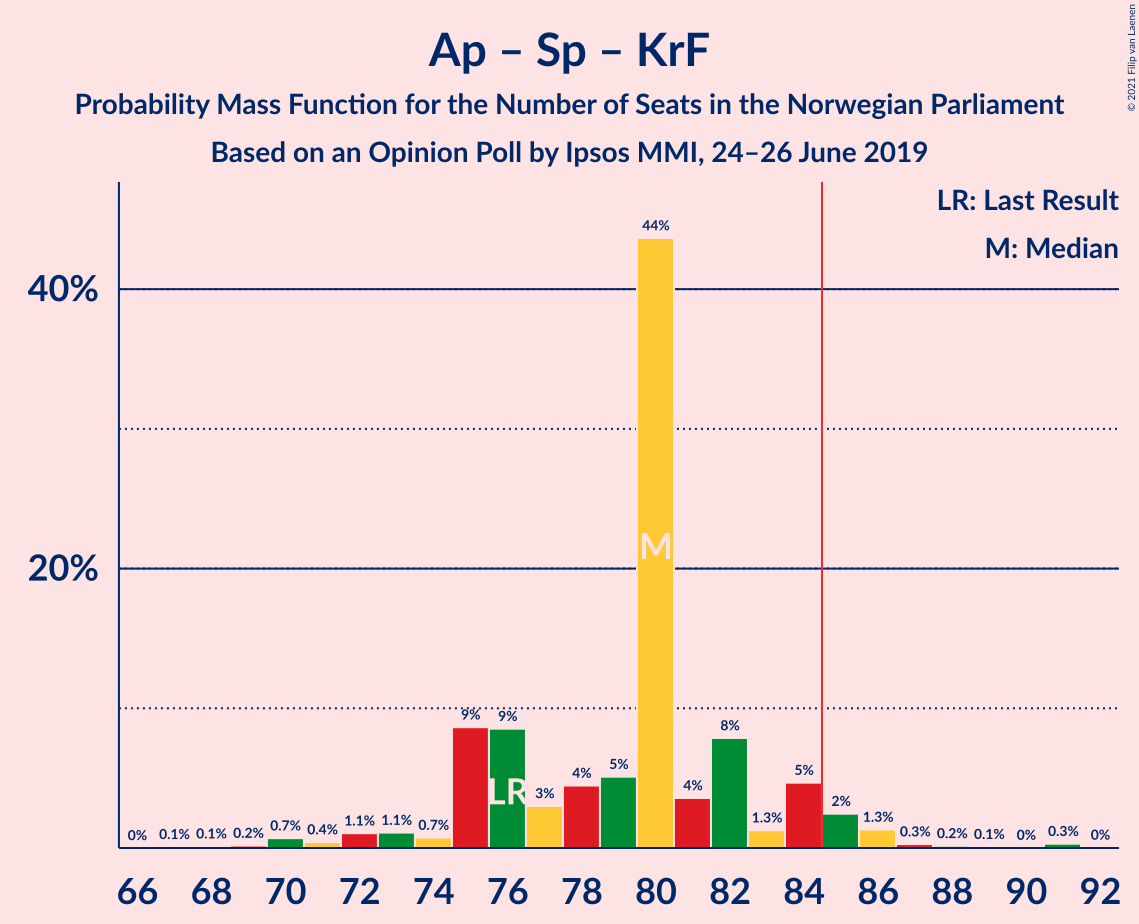 Ap – Sp – KrF
Probability Mass Function for the Number of Seats in the Norwegian Parliament
Based on an Opinion Poll by Ipsos MMI, 24–26 June 2019
© 2021 Filip van Laenen
LR: Last Result
M: Median
40%
20%
0% 0.1% 0.1% 0.2% 0.7% 0.4% 1.1% 1.1% 0.7% 9% 9% 3% 4% 5% 44% 4% 8% 1.3% 5% 2% 1.3% 0.3% 0.2% 0.1% 0% 0.3% 0%
LR
M
66 68 70 72 74 76 78 80 82 84 86 88 90 92